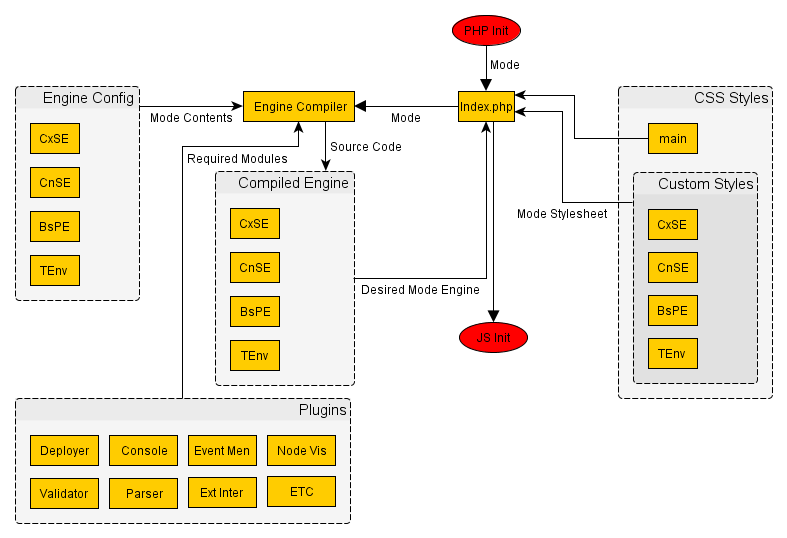 PHP Init
Mode
Engine Config
CxSE
CnSE
BsPE
TEnv
Mode Contents
Engine Compiler
Mode
Index.php
Required Modules
Source Code
Compiled Engine
CxSE
CnSE
BsPE
TEnv
Desired Mode Engine
JS Init
CSS Styles
main
Custom Styles
CxSE
CnSE
BsPE
TEnv
Mode Stylesheet
Plugins
Deployer
Console
Event Men
Node Vis
Validator
Parser
Ext Inter
ETC